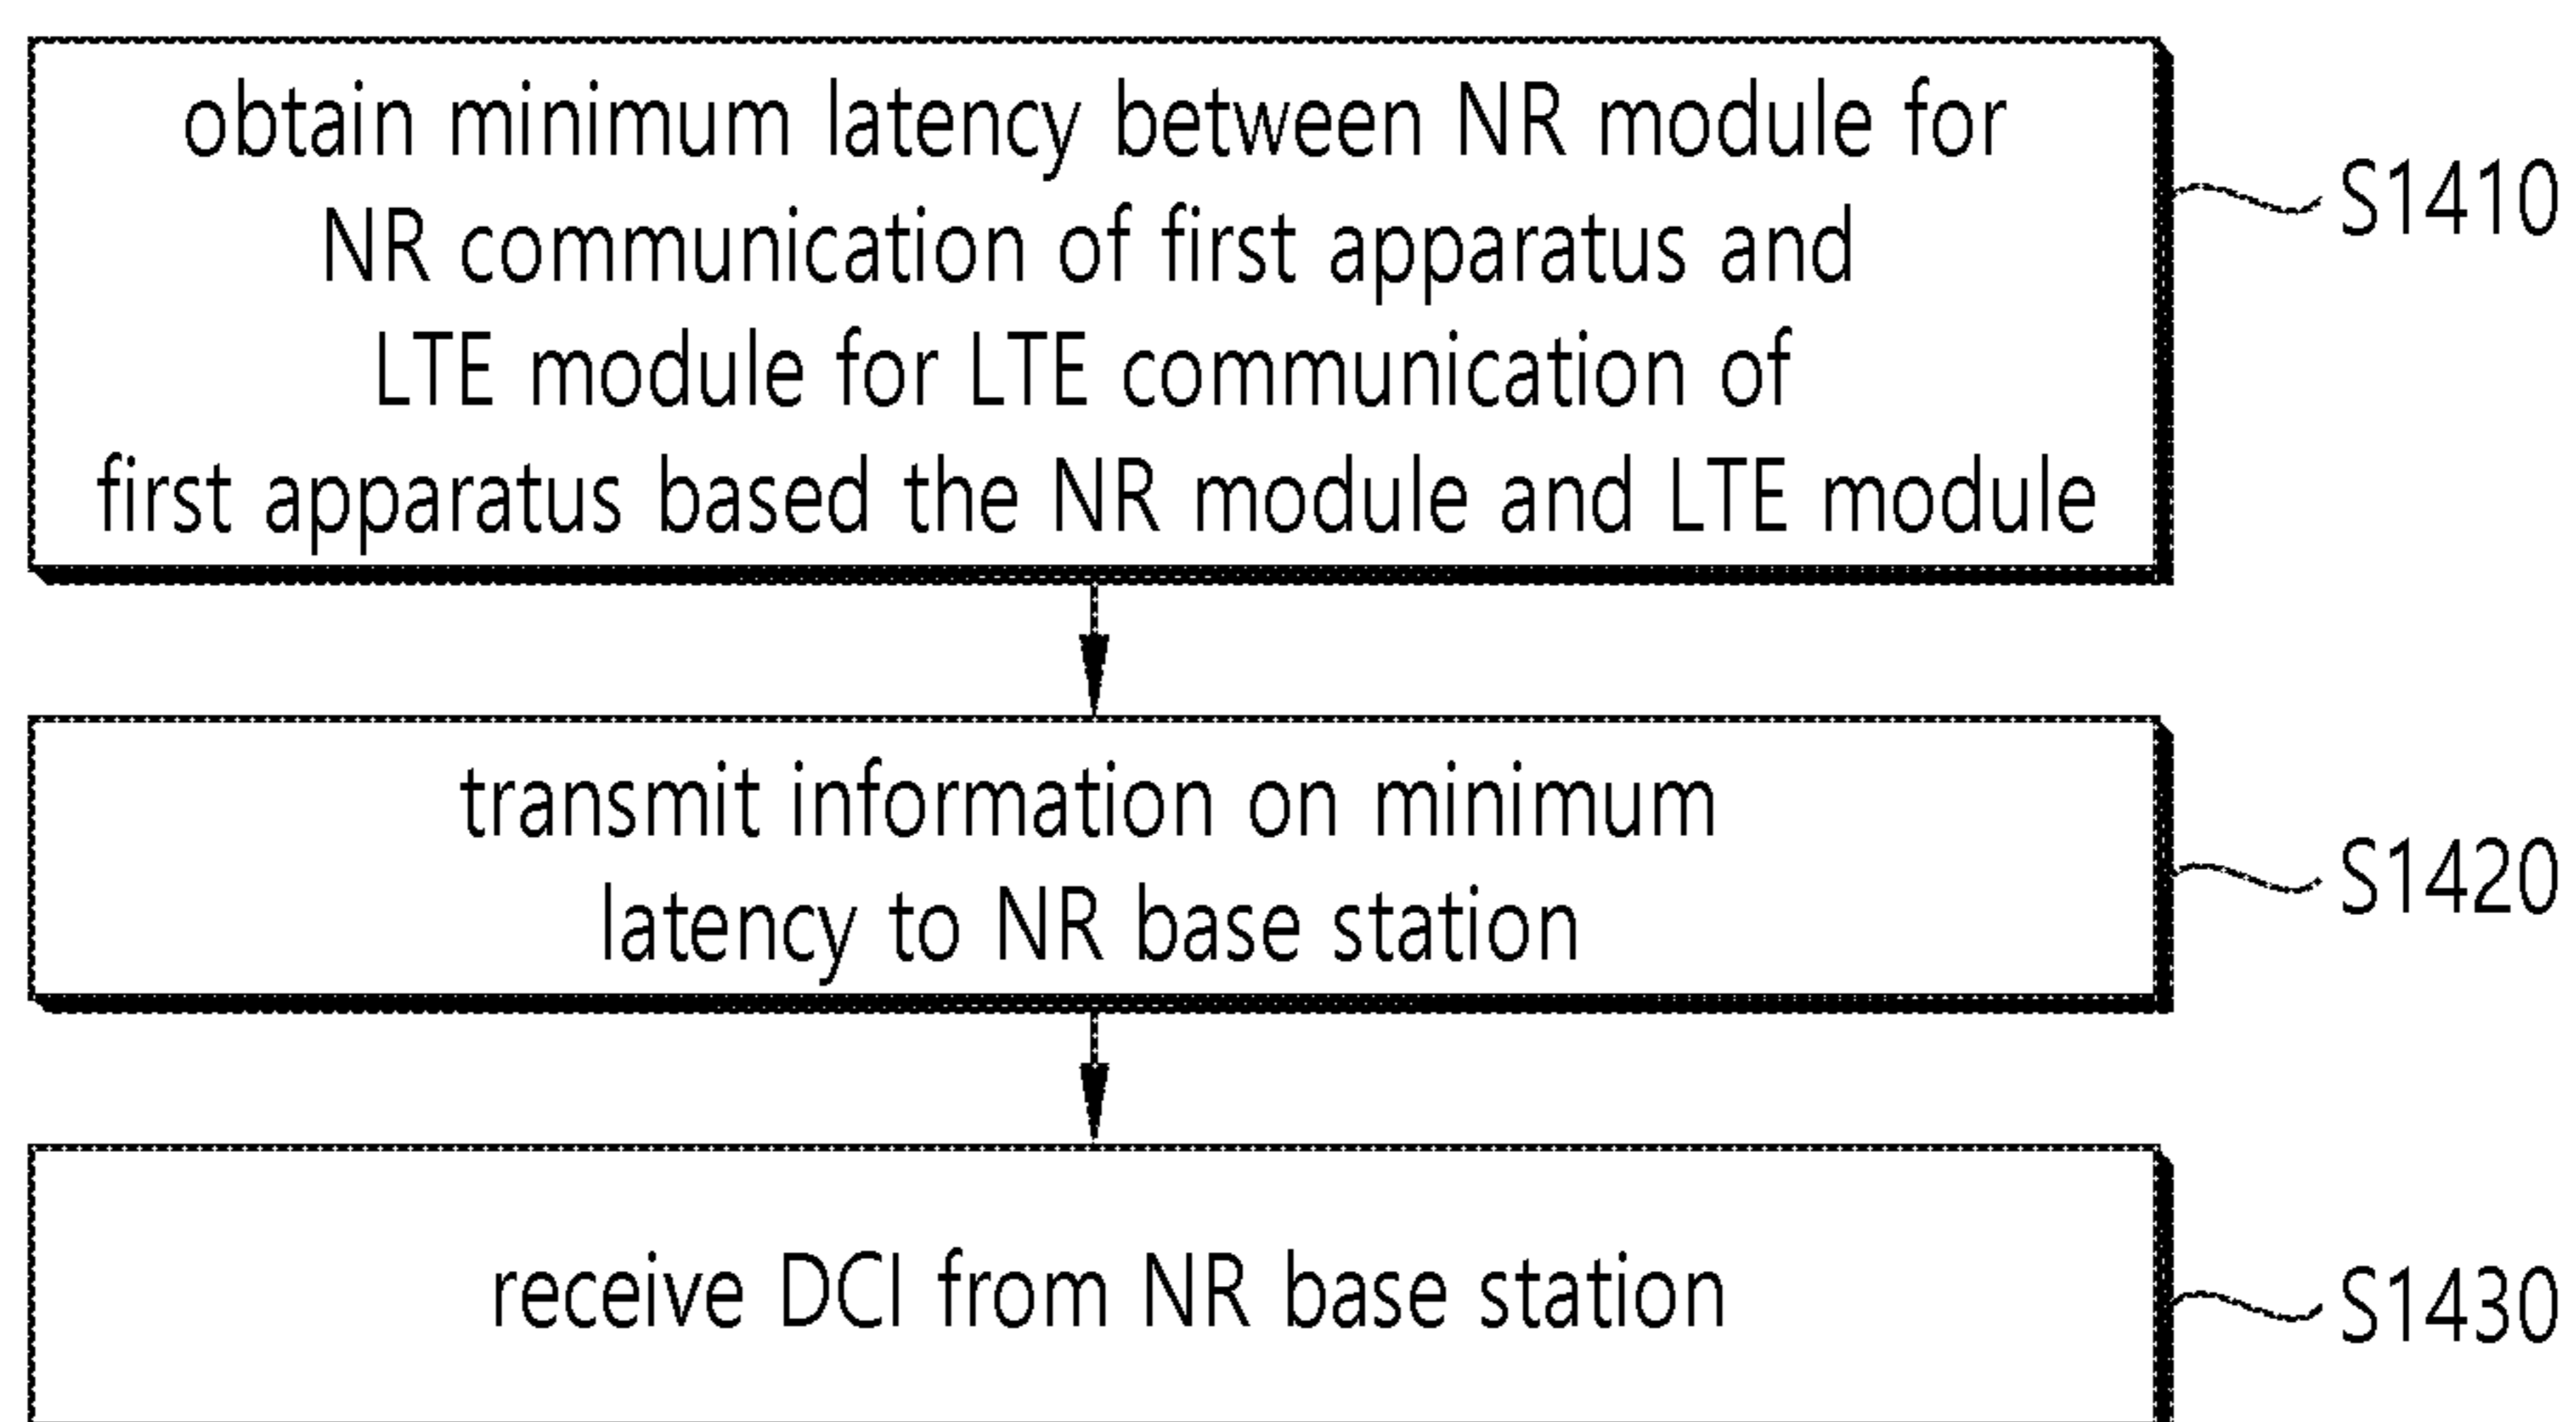 obtain minimum latency between NR module for
NR communication of first apparatus and
LTE module for LTE communication of
first apparatus based the NR module and LTE module
S1410
transmit information on minimum
latency to NR base station
S1420
receive DCI from NR base station
S1430